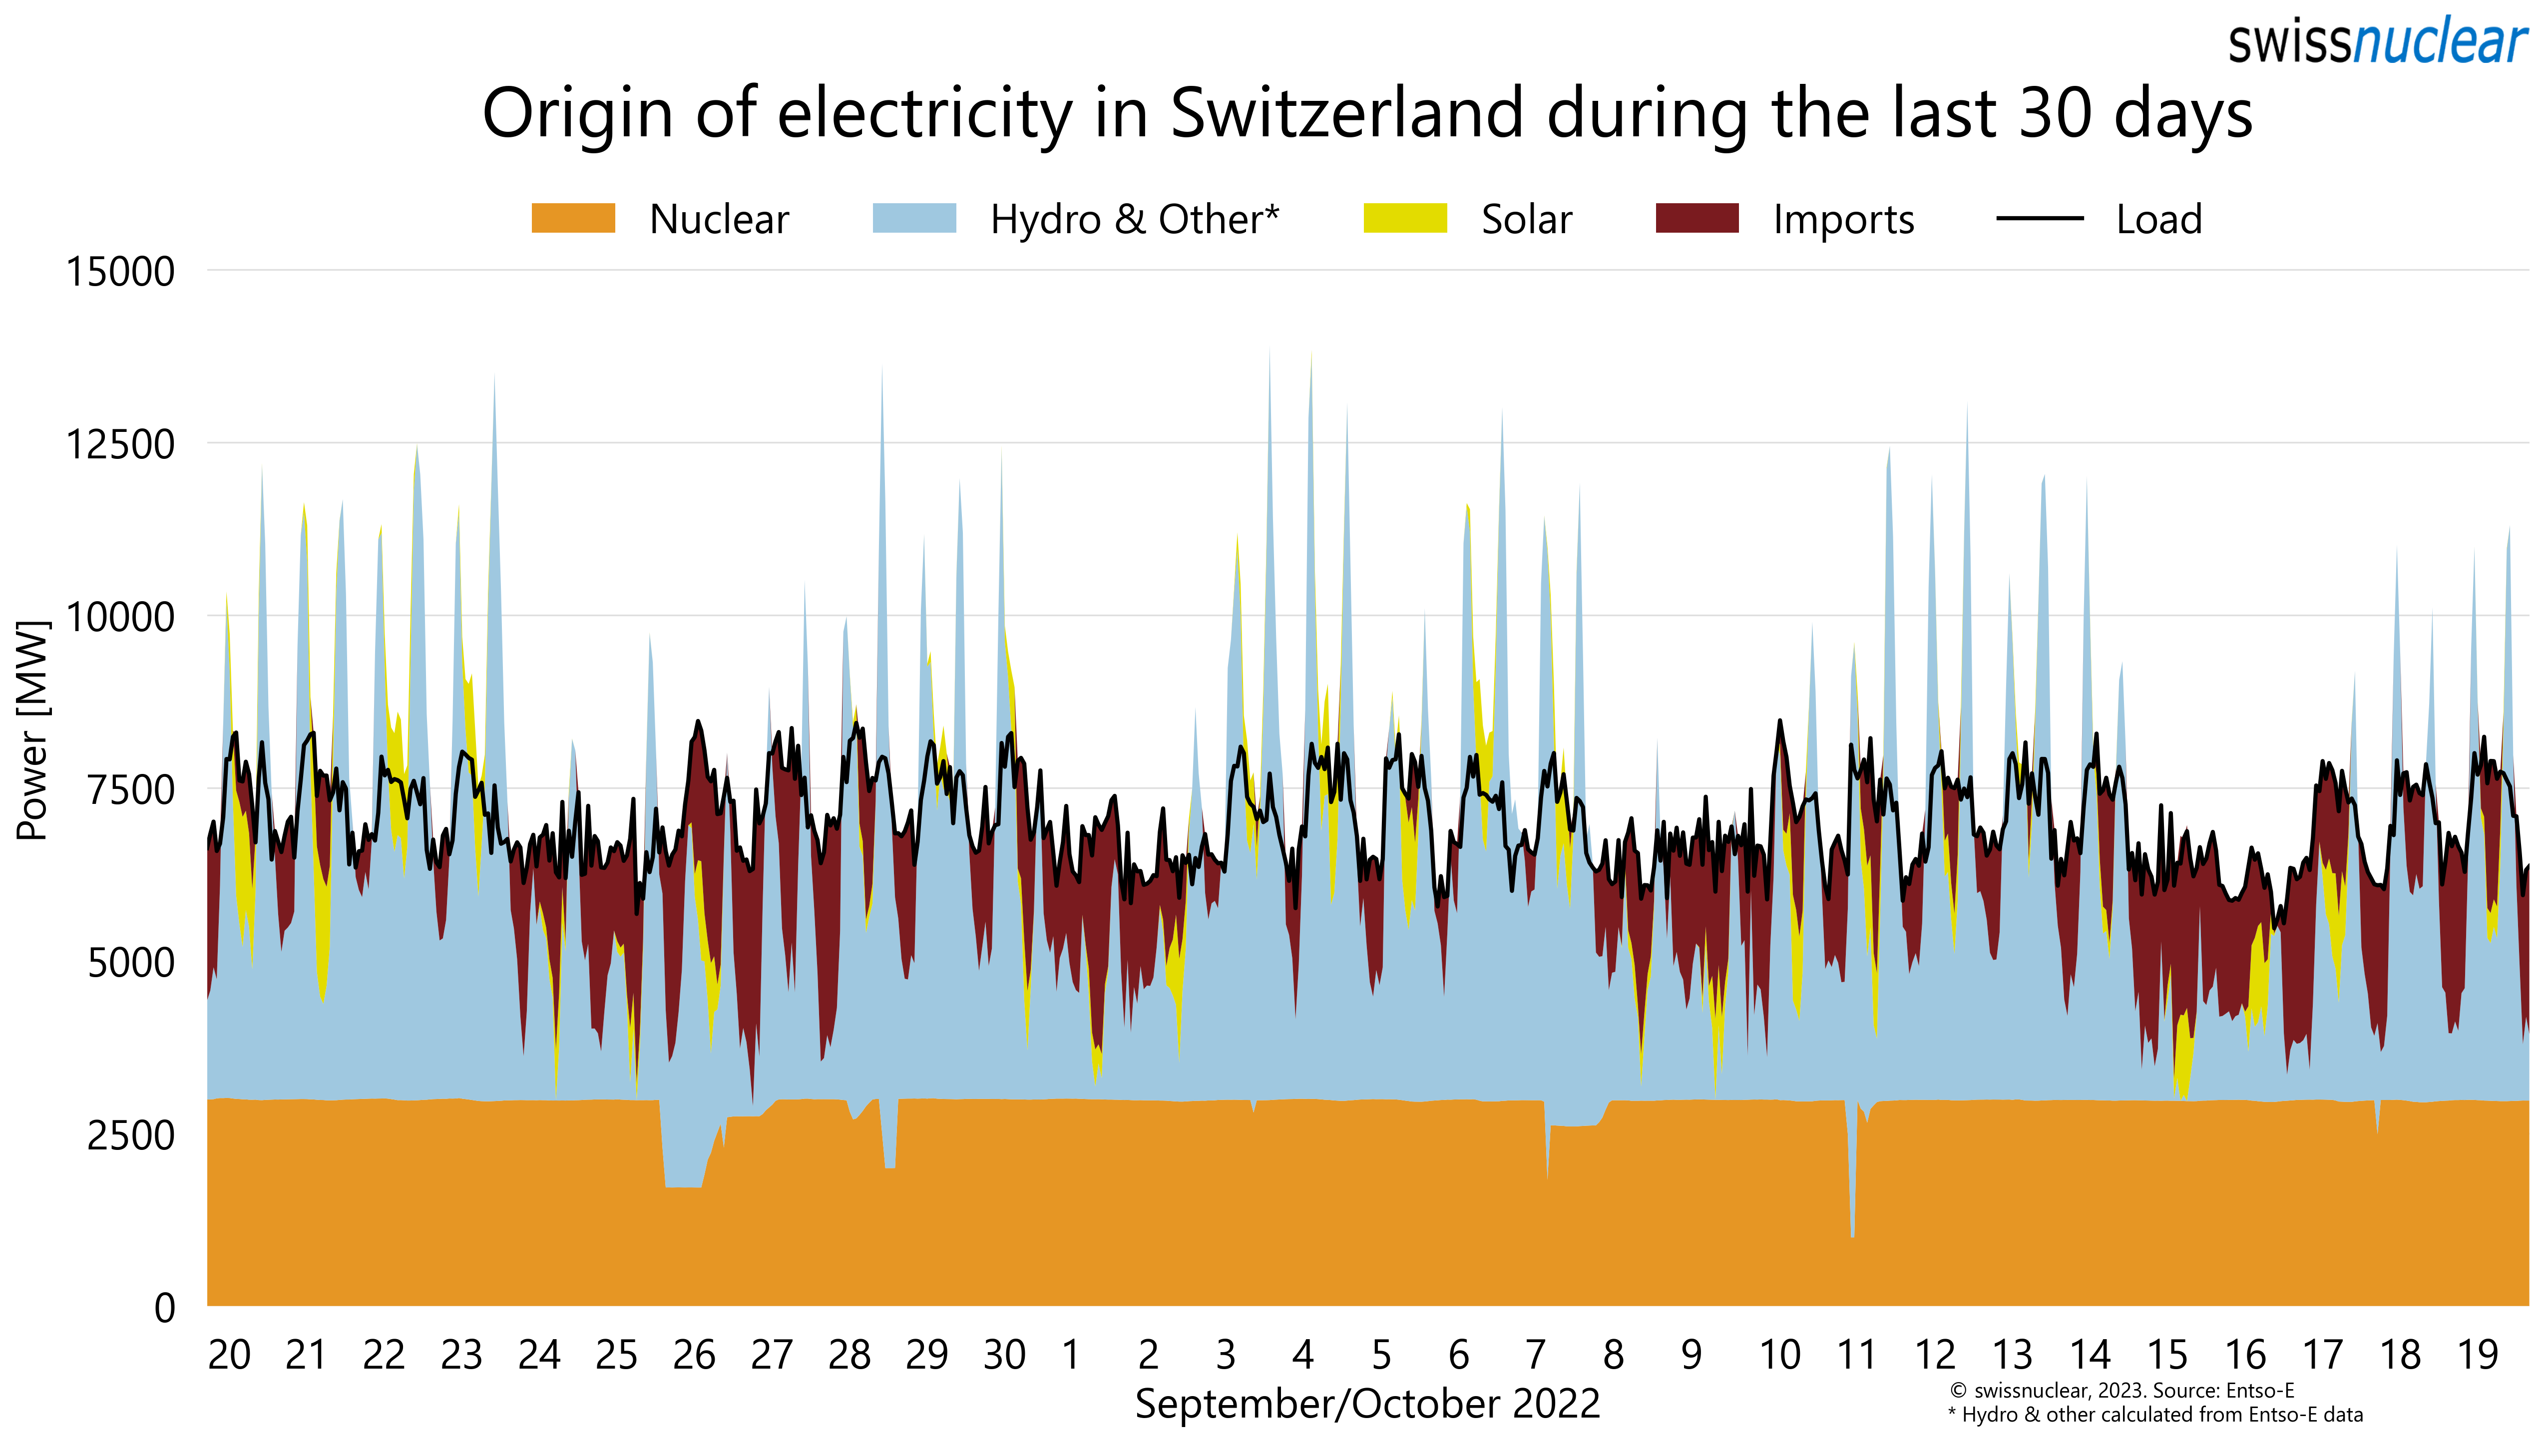 swissnuclear
Origin of electricity in Switzerland during the last 30 days
Nuclear Hydro & Other* Solar Imports Load
15000
12500
10000
7500
5000
2500
0
Power [MW]
20 21 22 23 24 25 26 27 28 29 30 1 2 3 4 5 6 7 8 9 10 11 12 13 14 15 16 17 18 19
September/October 2022
© swissnuclear, 2023. Source: Entso-E
* Hydro & other calculated from Entso-E data